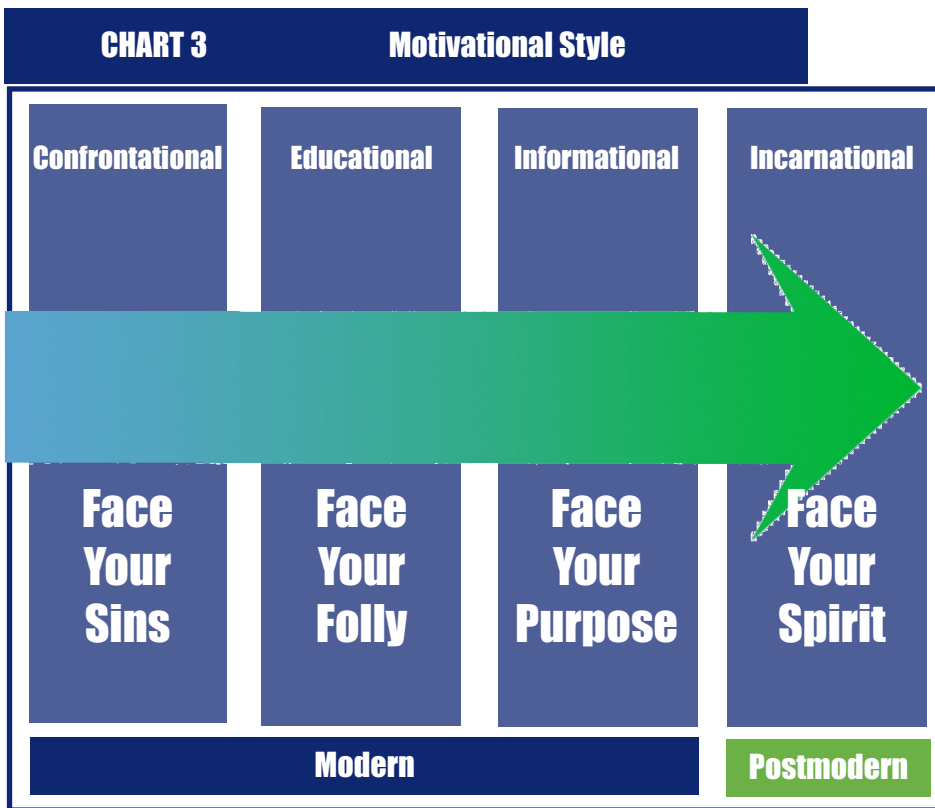 CHART 3 Motivational Style
Confrontational Educational Informational Incarnational
Face Face Face Face
Your Your Your Your
Sins Folly Purpose Spirit
Modern Postmodern